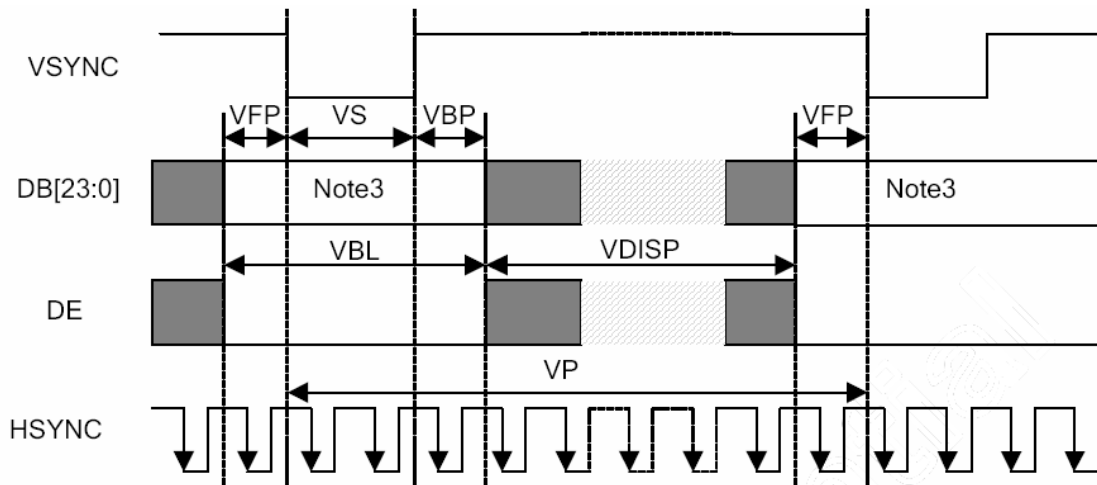 VSYNC
VFP VS VBP VFP
DB[23:0] Note3 Note3
VBL VDISP
DE
VP
HSYNC